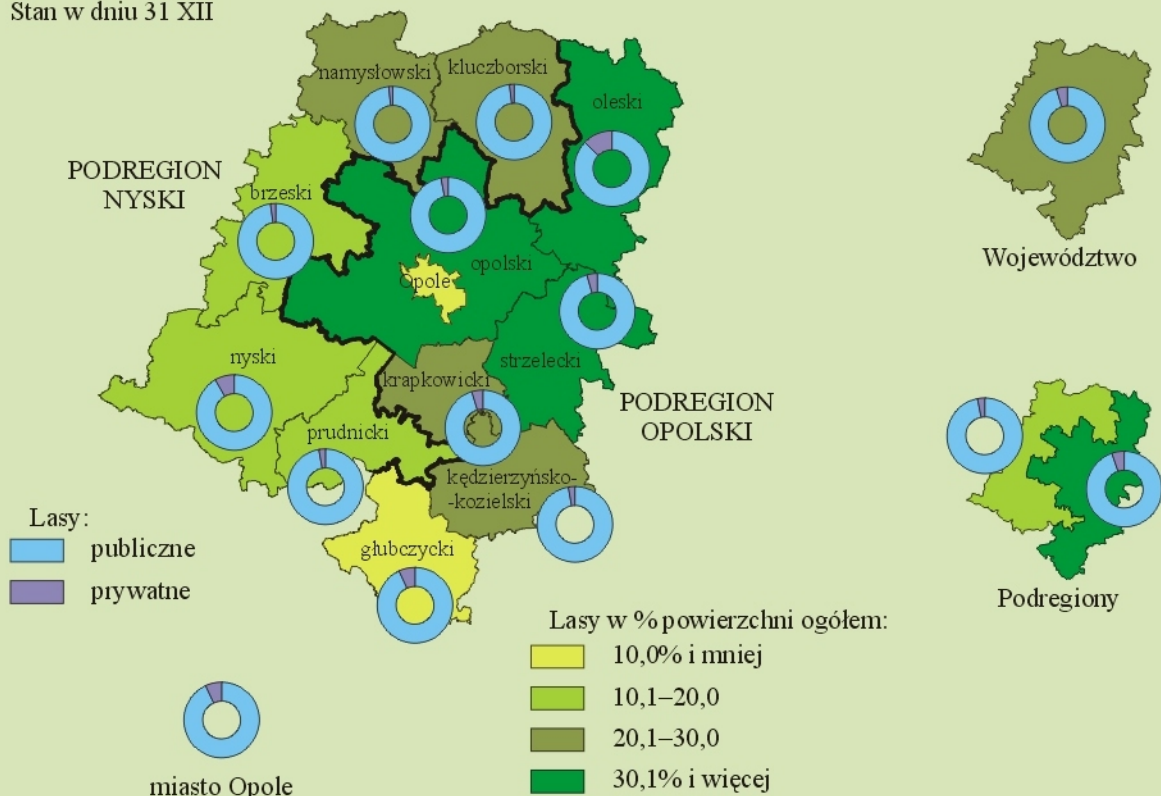 Stan w dniu 31 XII
namysłowski
kluczborski
oleski
PODREGION
NYSKI
brzeski
opolski
Opole
Województwo
nyski
strzelecki
krapkowicki
PODREGION
OPOLSKI
prudnicki
kędzierzyńsko-
-kozielski
głubczycki
Podregiony
Lasy:
publiczne
prywatne
Lasy w % powierzchni ogółem:
10,0% i mniej
10,1–20,0
20,1–30,0
30,1% i więcej
miasto Opole